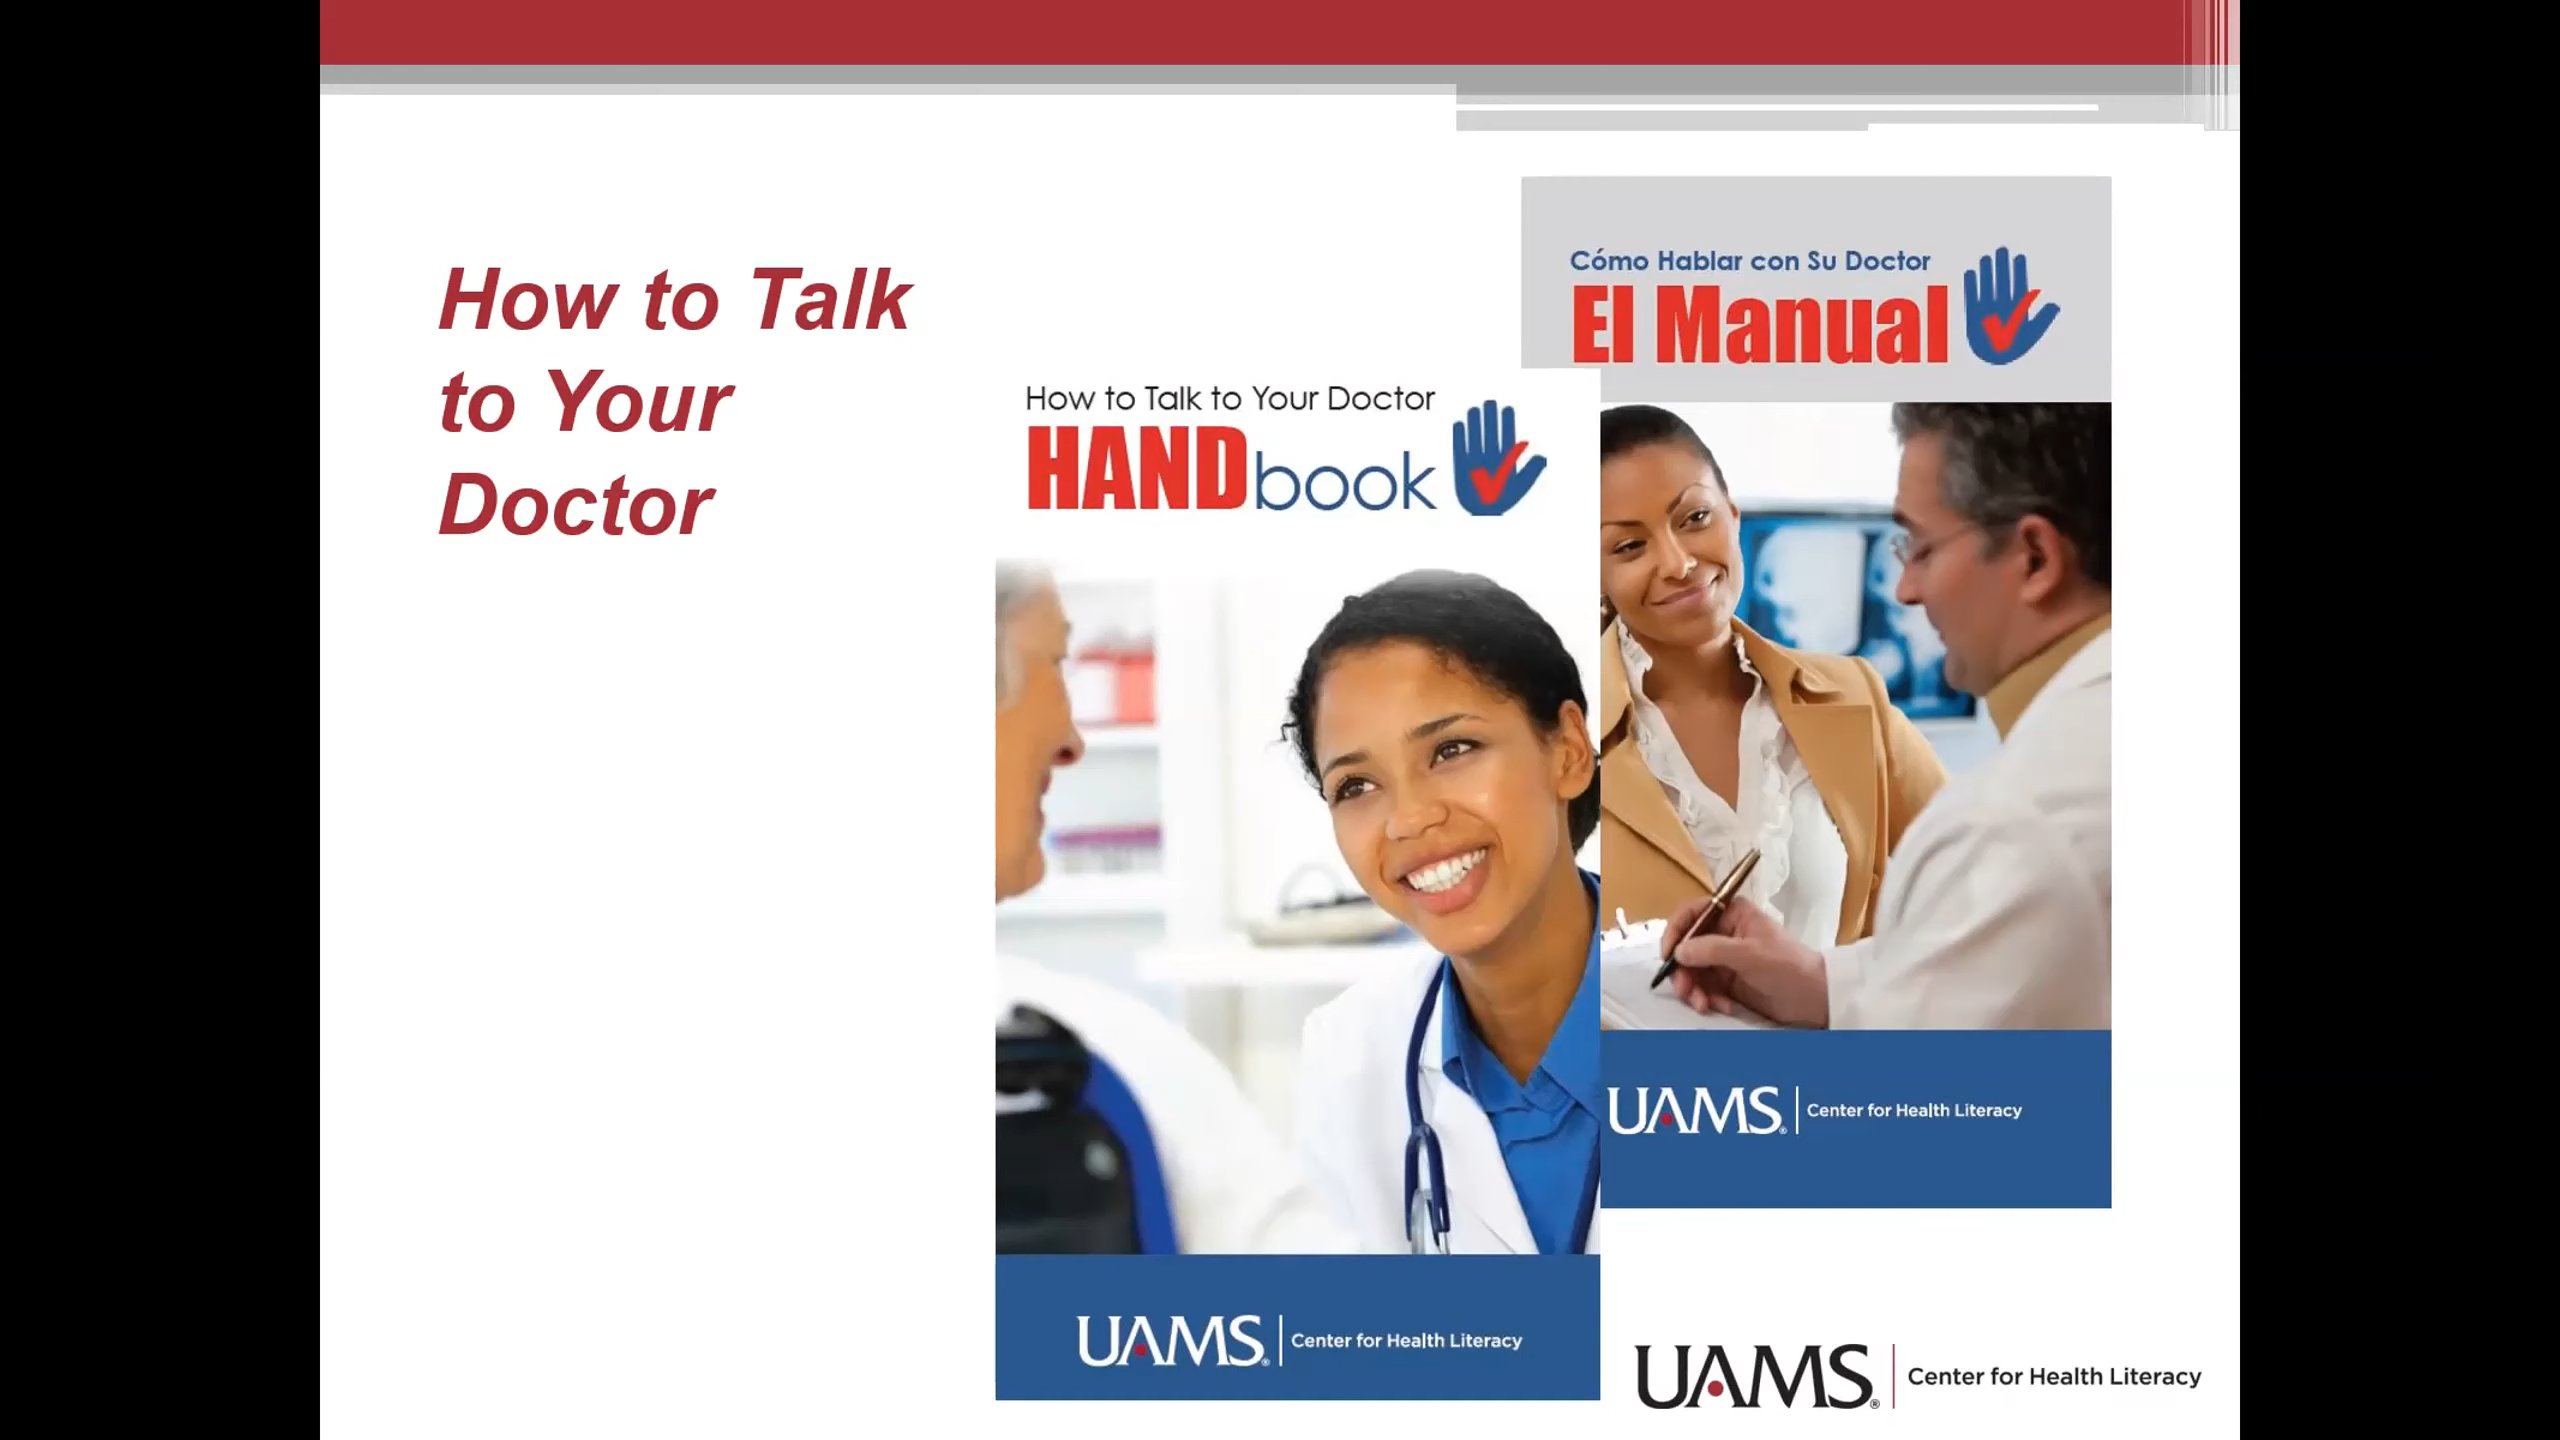 How to Talk
to Your
Doctor
How to Talk to Your Doctor
HANDbook
UAMS® Center for Health Literacy
Cómo Hablar con Su Doctor
El Manual
UAMS® Center for Health Literacy
UAMS® Center for Health Literacy